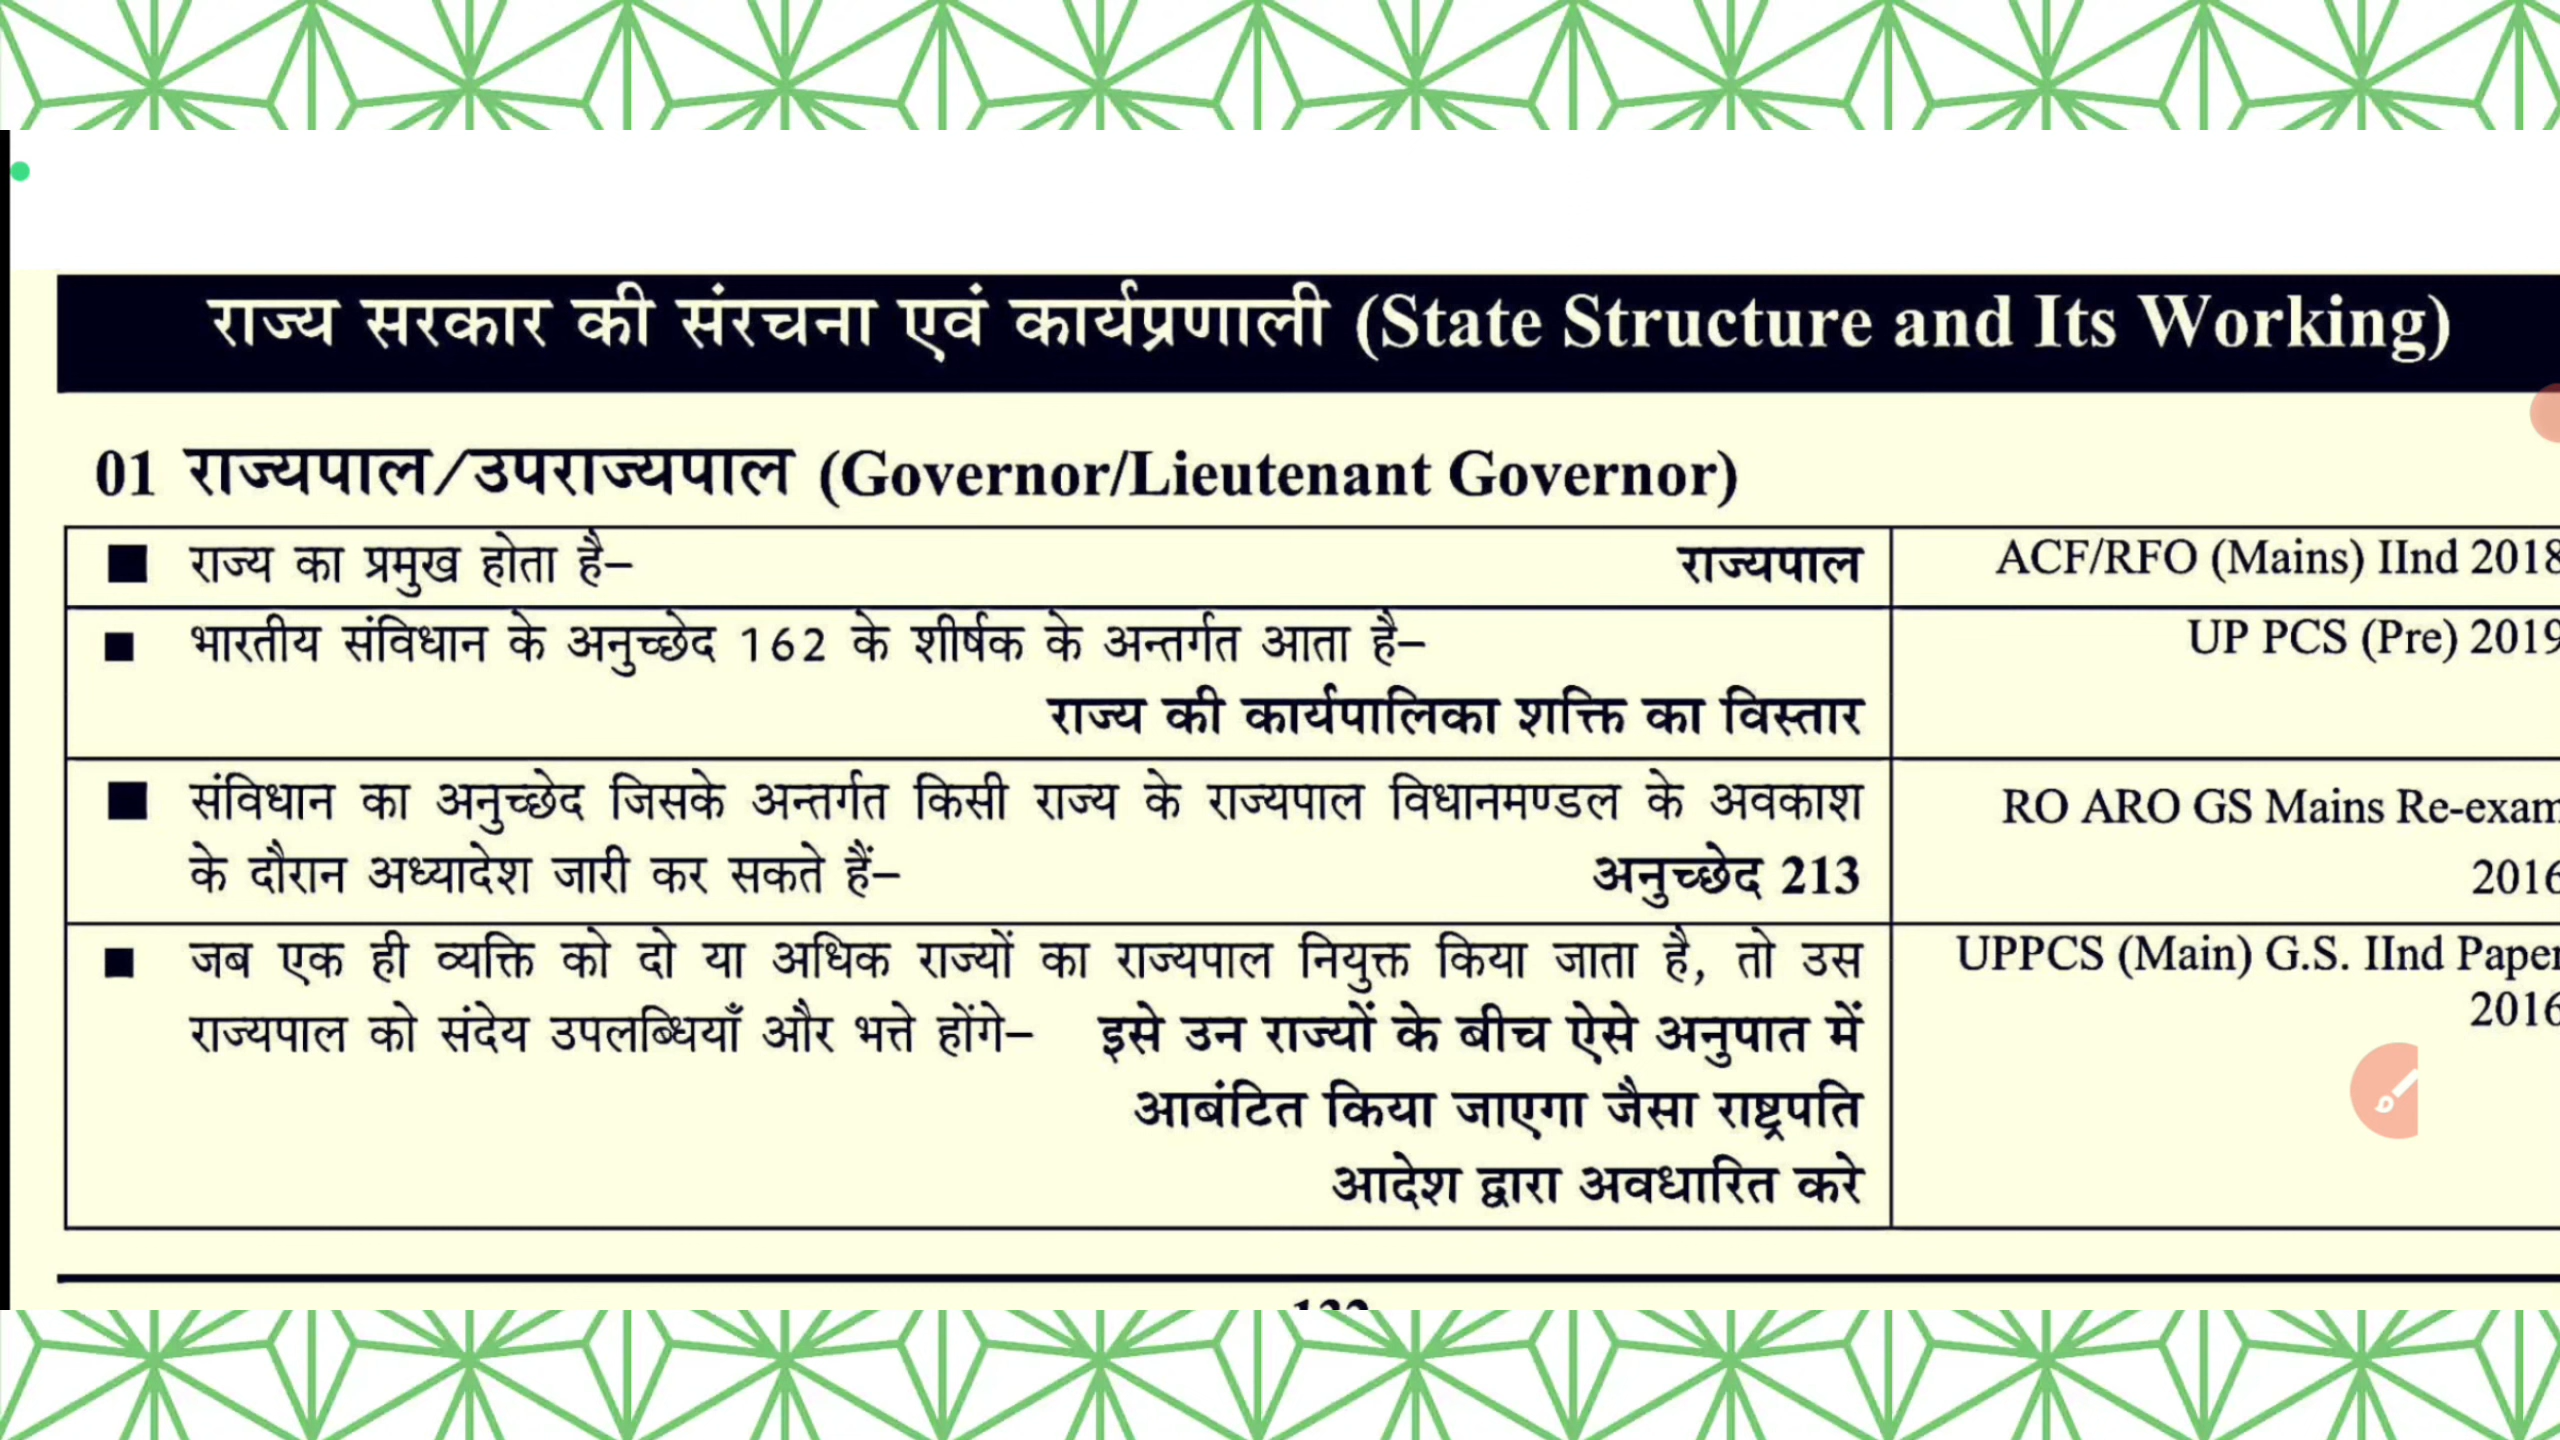 राज्य सरकार की संरचना एवं कार्यप्रणाली (State Structure and Its Working)
01 राज्यपाल/उपराज्यपाल (Governor/Lieutenant Governor)
■ राज्य का प्रमुख होता है– राज्यपाल ACF/RFO (Mains) IInd 2018
■ भारतीय संविधान के अनुच्छेद 162 के शीर्षक के अन्तर्गत आता है– UP PCS (Pre) 2019
राज्य की कार्यपालिका शक्ति का विस्तार
■ संविधान का अनुच्छेद जिसके अन्तर्गत किसी राज्य के राज्यपाल विधानमण्डल के अवकाश RO ARO GS Mains Re-exam
के दौरान अध्यादेश जारी कर सकते हैं– अनुच्छेद 213 2016
■ जब एक ही व्यक्ति को दो या अधिक राज्यों का राज्यपाल नियुक्त किया जाता है, तो उस UPPCS (Main) G.S. IInd Paper
राज्यपाल को संदेय उपलब्धियाँ और भत्ते होंगे– इसे उन राज्यों के बीच ऐसे अनुपात में 2016
आबंटित किया जाएगा जैसा राष्ट्रपति
आदेश द्वारा अवधारित करे